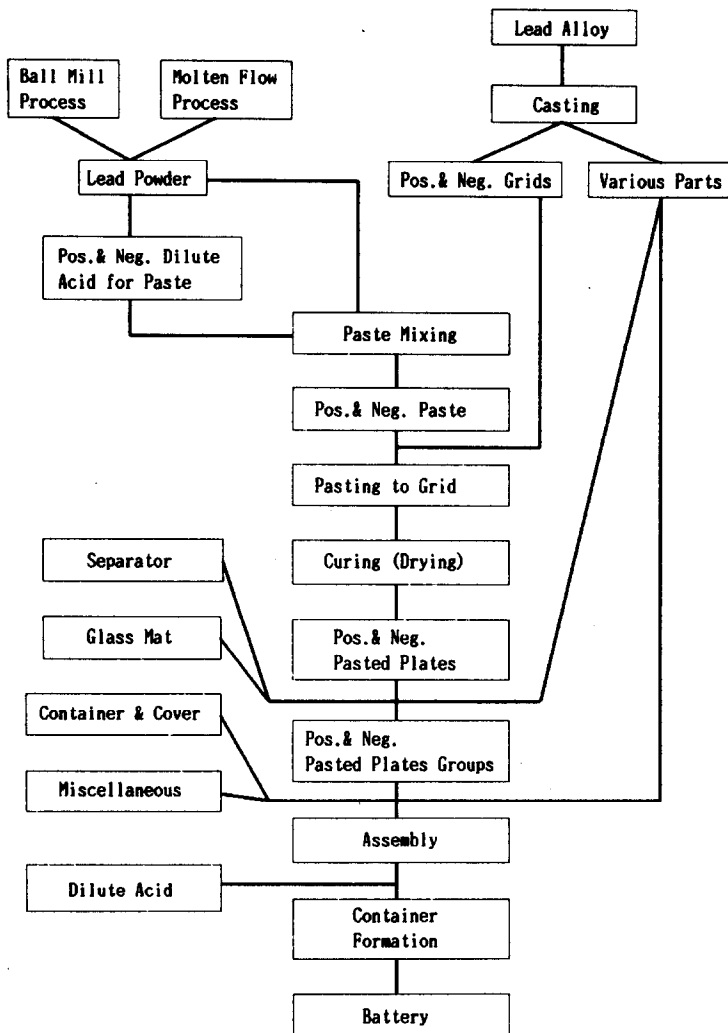 Lead Alloy
Ball Mill
Process
Molten Flow
Process
Casting
Lead Powder
Pos.& Neg. Grids
Various Parts
Pos.& Neg. Dilute
Acid for Paste
Paste Mixing
Pos.& Neg. Paste
Pasting to Grid
Separator
Curing (Drying)
Glass Mat
Pos.& Neg.
Pasted Plates
Container & Cover
Pos.& Neg.
Pasted Plates Groups
Miscellaneous
Assembly
Dilute Acid
Container
Formation
Battery